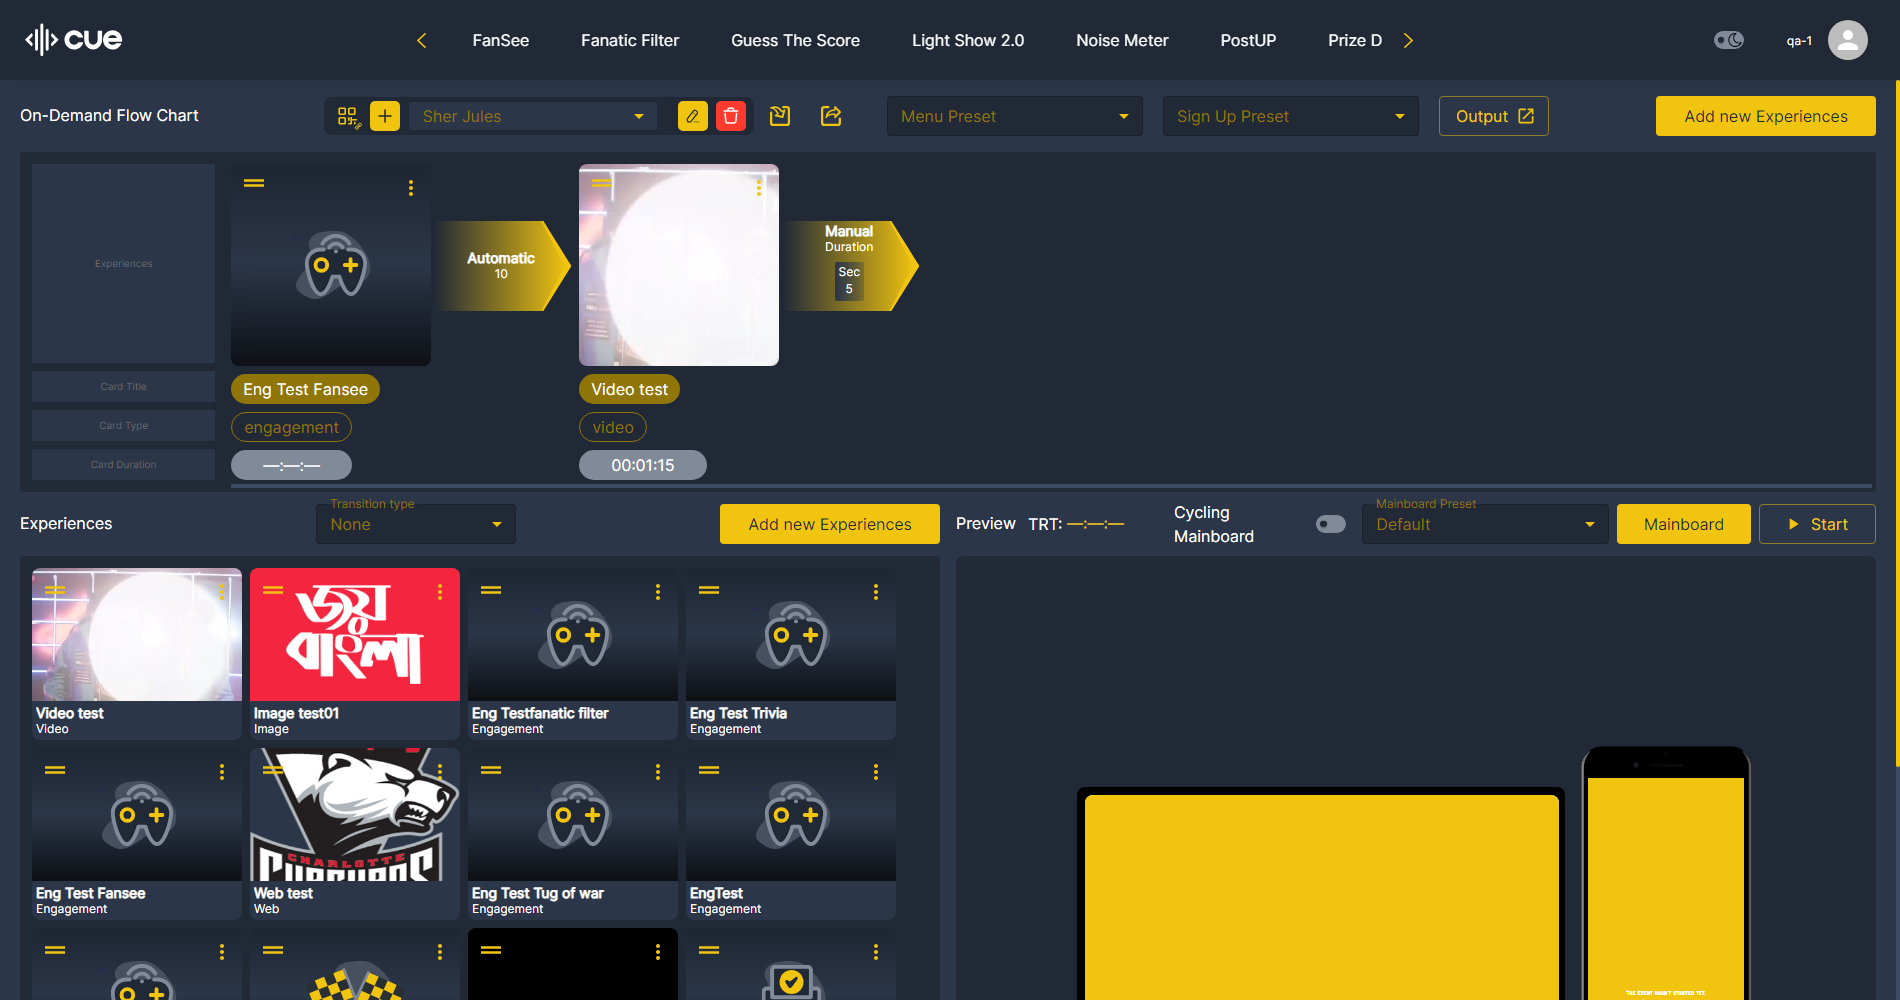 cue
FanSee
Fanatic Filter
Guess The Score
Light Show 2.0
Noise Meter
PostUP
Prize D
qa-1
On-Demand Flow Chart
Sher Jules
Menu Preset
Sign Up Preset
Output
Add new Experiences
Experiences
Automatic
10
Manual
Duration
Sec
5
Card Title
Eng Test Fansee
Video test
Card Type
engagement
video
Card Duration
—:—:—
00:01:15
Experiences
Transition type
None
Add new Experiences
Preview
TRT: —:—:—
Cycling
Mainboard
Mainboard Preset
Default
Mainboard
Start
জয়
বাংলা
Video test
Video
Image test01
Image
Eng Testfanatic filter
Engagement
Eng Test Trivia
Engagement
CHARLOTTE
Eng Test Fansee
Engagement
Web test
Web
Eng Test Tug of war
Engagement
EngTest
Engagement
THE EVENT HASN'T STARTED YET.